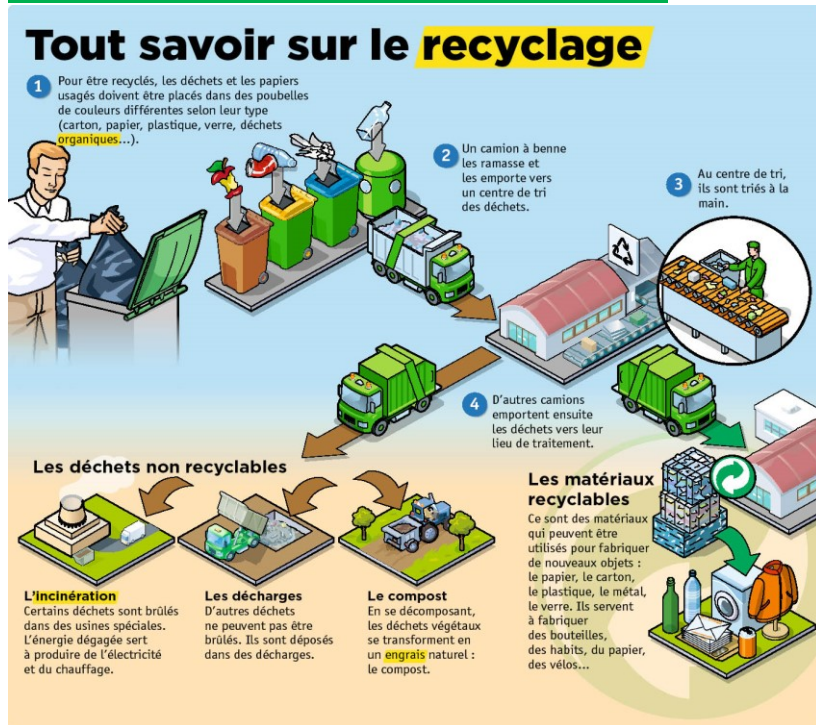 Tout savoir sur le recyclage
1
Pour être recyclés, les déchets et les papiers
usagés doivent être placés dans des poubelles
de couleurs différentes selon leur type
(carton, papier, plastique, verre, déchets
organiques...).
2
Un camion à benne
les ramasse et
les emporte vers
un centre de tri
des déchets.
3
Au centre de tri,
ils sont triés à la
main.
4
D'autres camions
emportent ensuite
les déchets vers leur
lieu de traitement.
Les déchets non recyclables
L'incinération
Certains déchets sont brûlés
dans des usines spéciales.
L'énergie dégagée sert
à produire de l'électricité
et du chauffage.
Les décharges
D'autres déchets
ne peuvent pas être
brûlés. Ils sont déposés
dans des décharges.
Le compost
En se décomposant,
les déchets végétaux
se transforment en
un engrais naturel :
le compost.
Les matériaux
recyclables
Ce sont des matériaux
qui peuvent être
utilisés pour fabriquer
de nouveaux objets :
le papier, le carton,
le plastique, le métal,
le verre. Ils servent
à fabriquer
des bouteilles,
des habits, du papier,
des vélos...